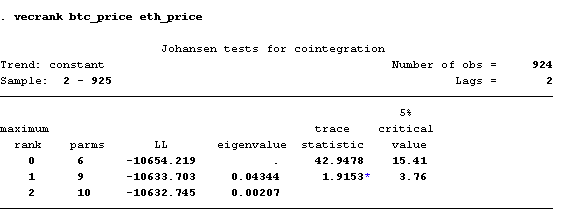 . vecrank btc_price eth_price
Johansen tests for cointegration
Trend: constant Number of obs = 924
Sample: 2 - 925 Lags = 2
5%
maximum trace critical
rank parms LL eigenvalue statistic value
0 6 -10654.219 . 42.9478 15.41
1 9 -10633.703 0.04344 1.9153* 3.76
2 10 -10632.745 0.00207